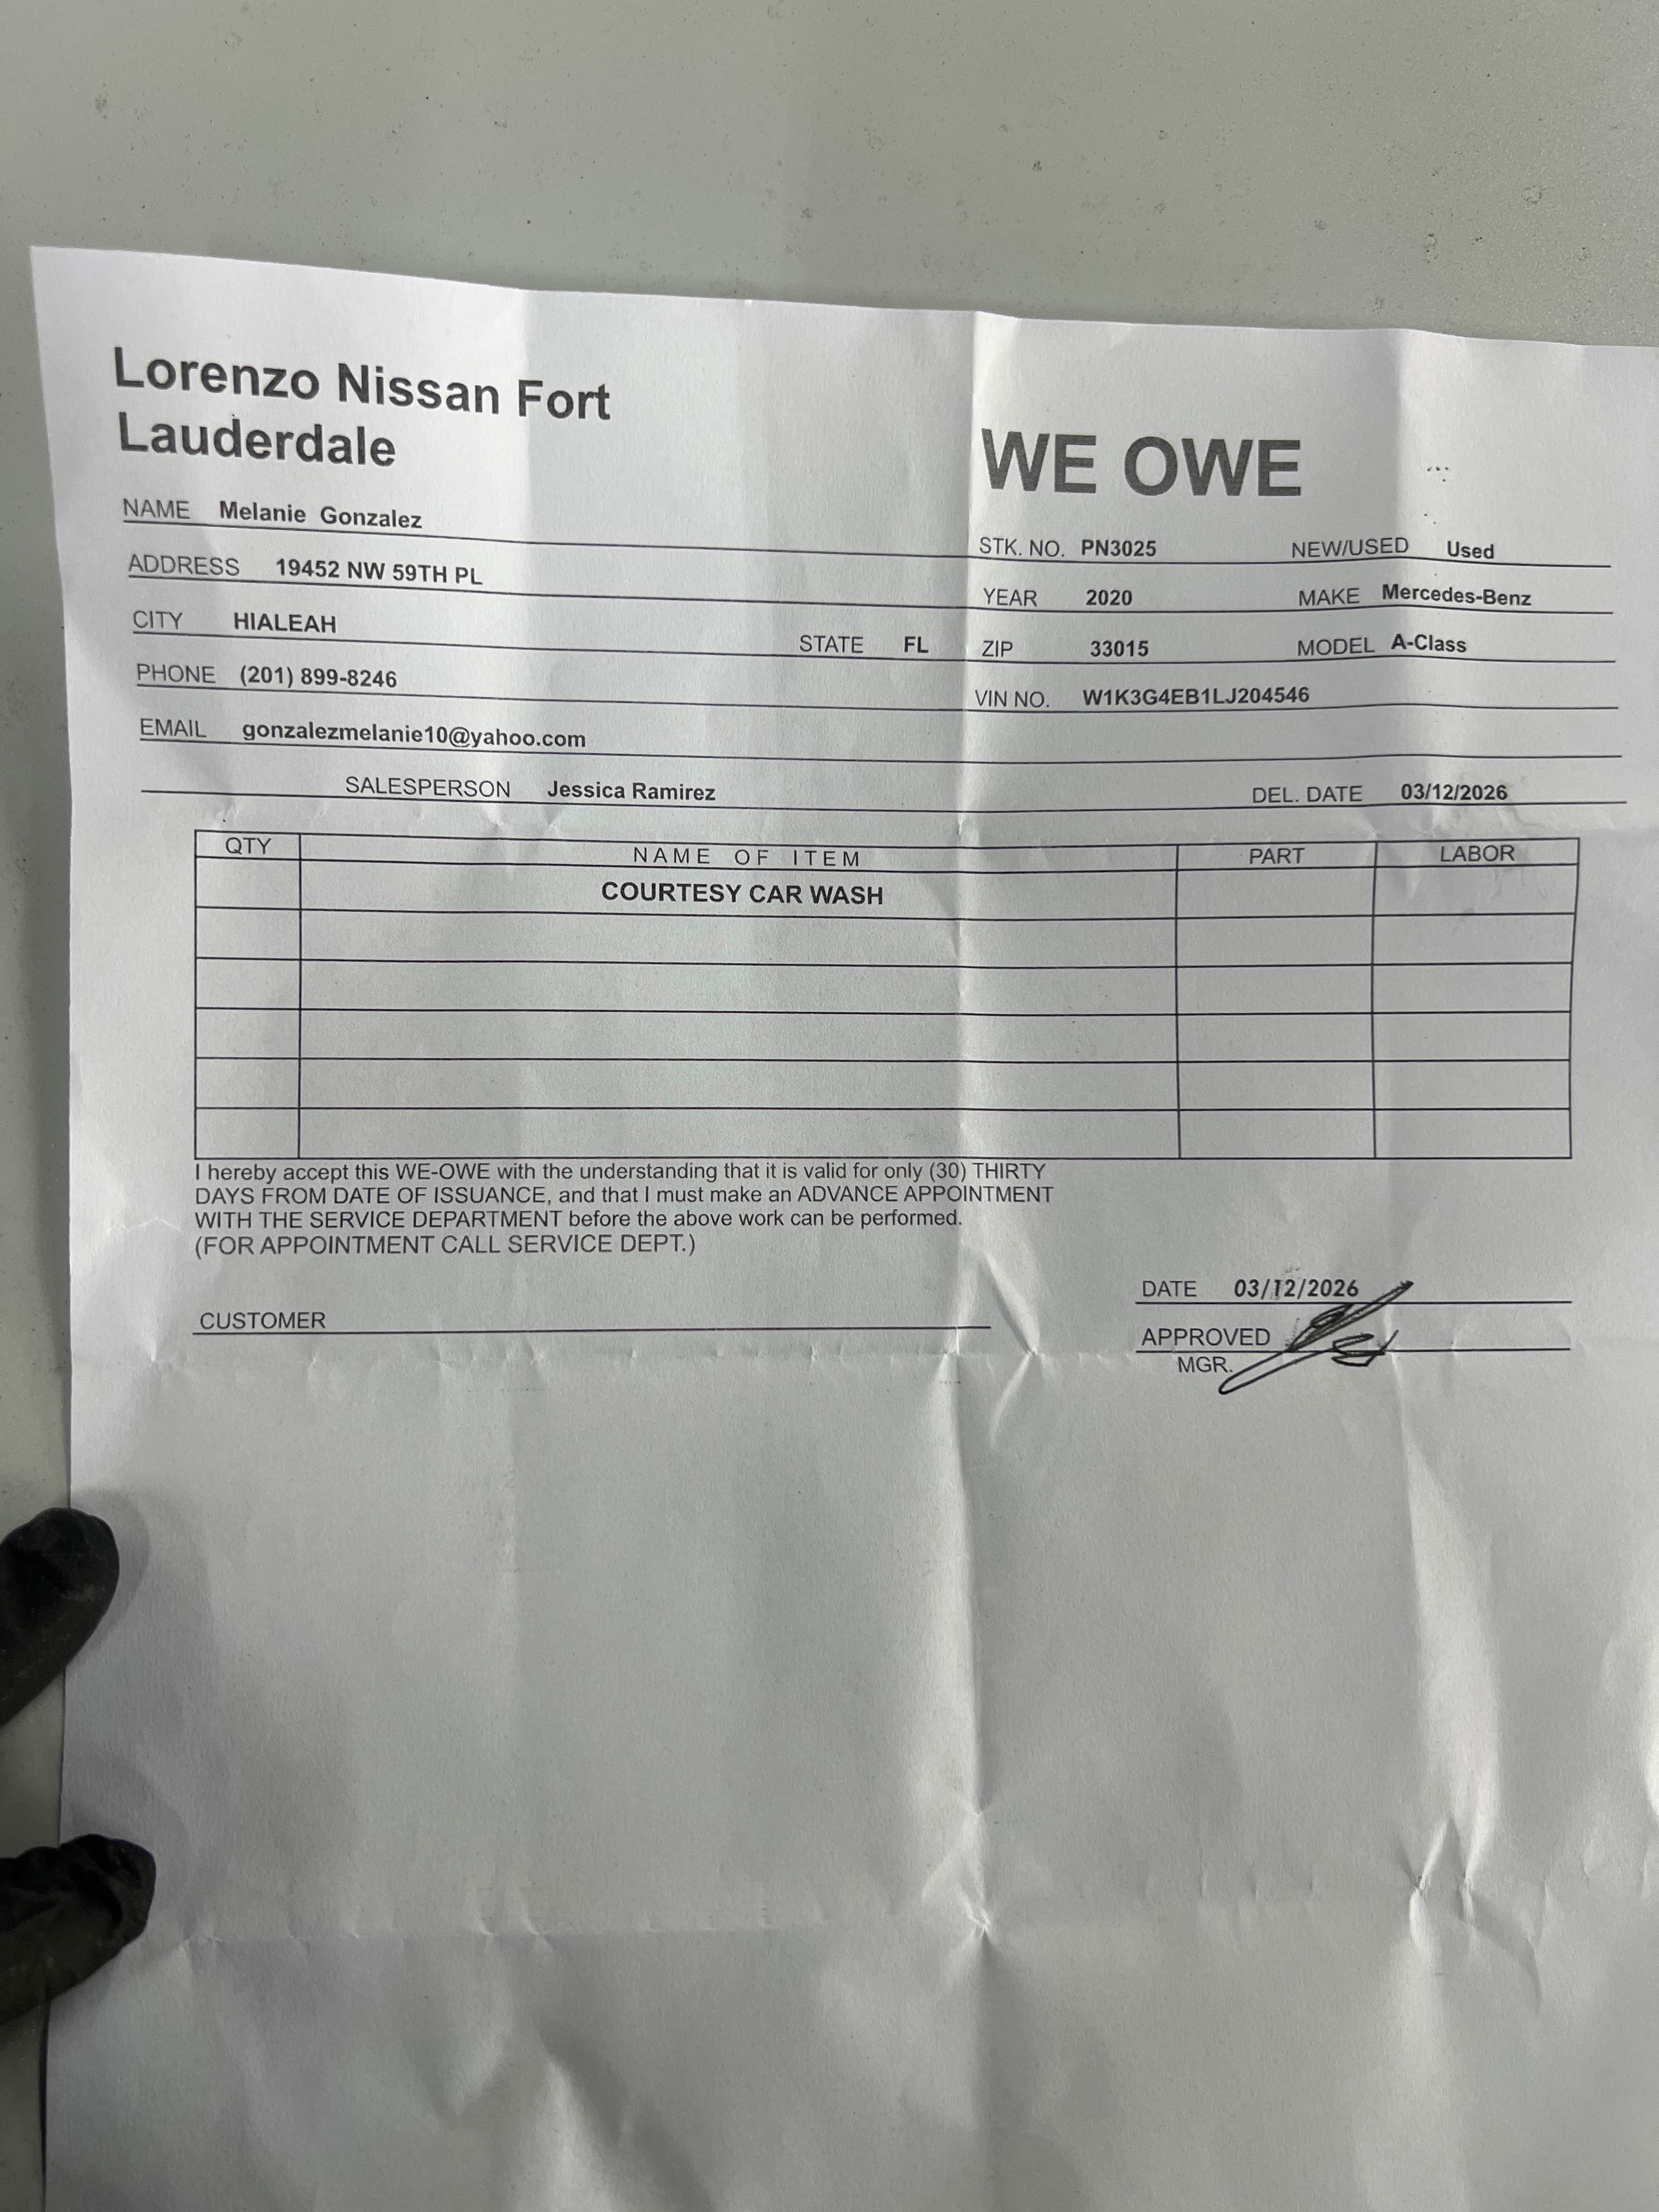 Lorenzo Nissan Fort
Lauderdale
WE OWE
NAME Melanie Gonzalez
STK. NO. PN3025 NEW/USED Used
ADDRESS 19452 NW 59TH PL
YEAR 2020 MAKE Mercedes-Benz
CITY HIALEAH STATE FL ZIP 33015 MODEL A-Class
PHONE (201) 899-8246 VIN NO. W1K3G4EB1LJ204546
EMAIL gonzalezmelanie10@yahoo.com
SALESPERSON Jessica Ramirez DEL. DATE 03/12/2026
QTY NAME OF ITEM PART LABOR
COURTESY CAR WASH
I hereby accept this WE-OWE with the understanding that it is valid for only (30) THIRTY
DAYS FROM DATE OF ISSUANCE, and that I must make an ADVANCE APPOINTMENT
WITH THE SERVICE DEPARTMENT before the above work can be performed.
(FOR APPOINTMENT CALL SERVICE DEPT.)
DATE 03/12/2026
CUSTOMER
APPROVED
MGR.